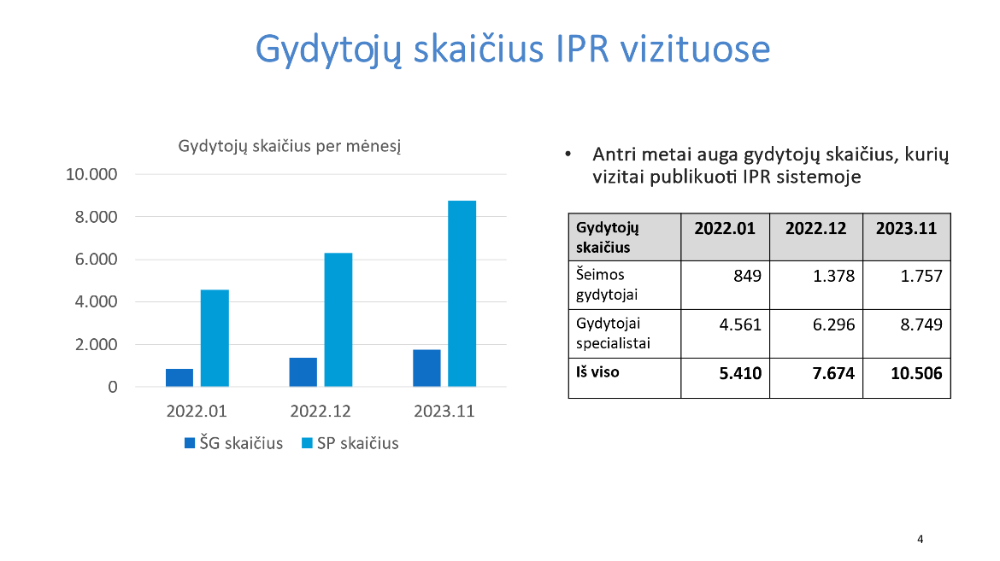 Gydytojų skaičius IPR vizituose
Gydytojų skaičius per mėnesį
10.000
8.000
6.000
4.000
2.000
0
2022.01 2022.12 2023.11
ŠG skaičius SP skaičius
• Antri metai auga gydytojų skaičius, kurių
vizitai publikuoti IPR sistemoje
Gydytojų 2022.01 2022.12 2023.11
skaičius
Šeimos 849 1.378 1.757
gydytojai
Gydytojai 4.561 6.296 8.749
specialistai
Iš viso 5.410 7.674 10.506
4